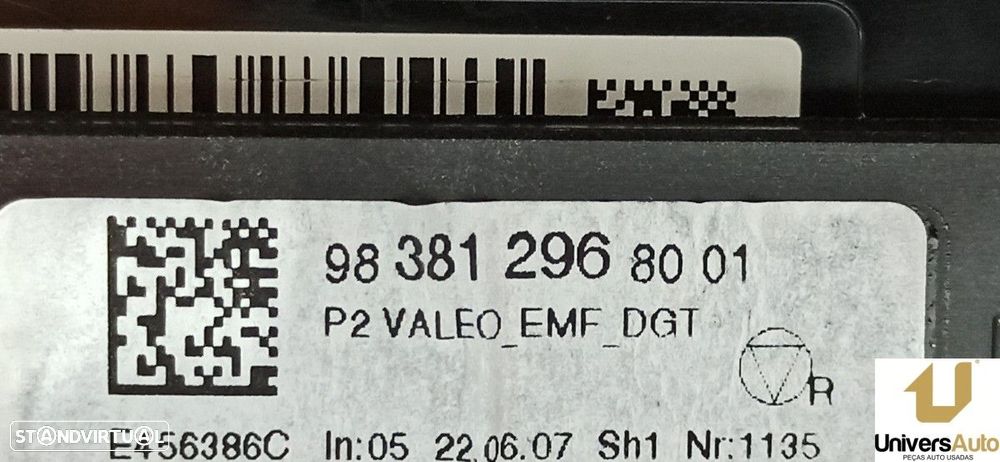 98 381 296 80 01
P2 VALEO_EMF_DGT
R
E456386C In:05 22.06.07 Sh1 Nr:1135
STANDVIRTUAL
UniversAuto
PEÇAS AUTO USADAS